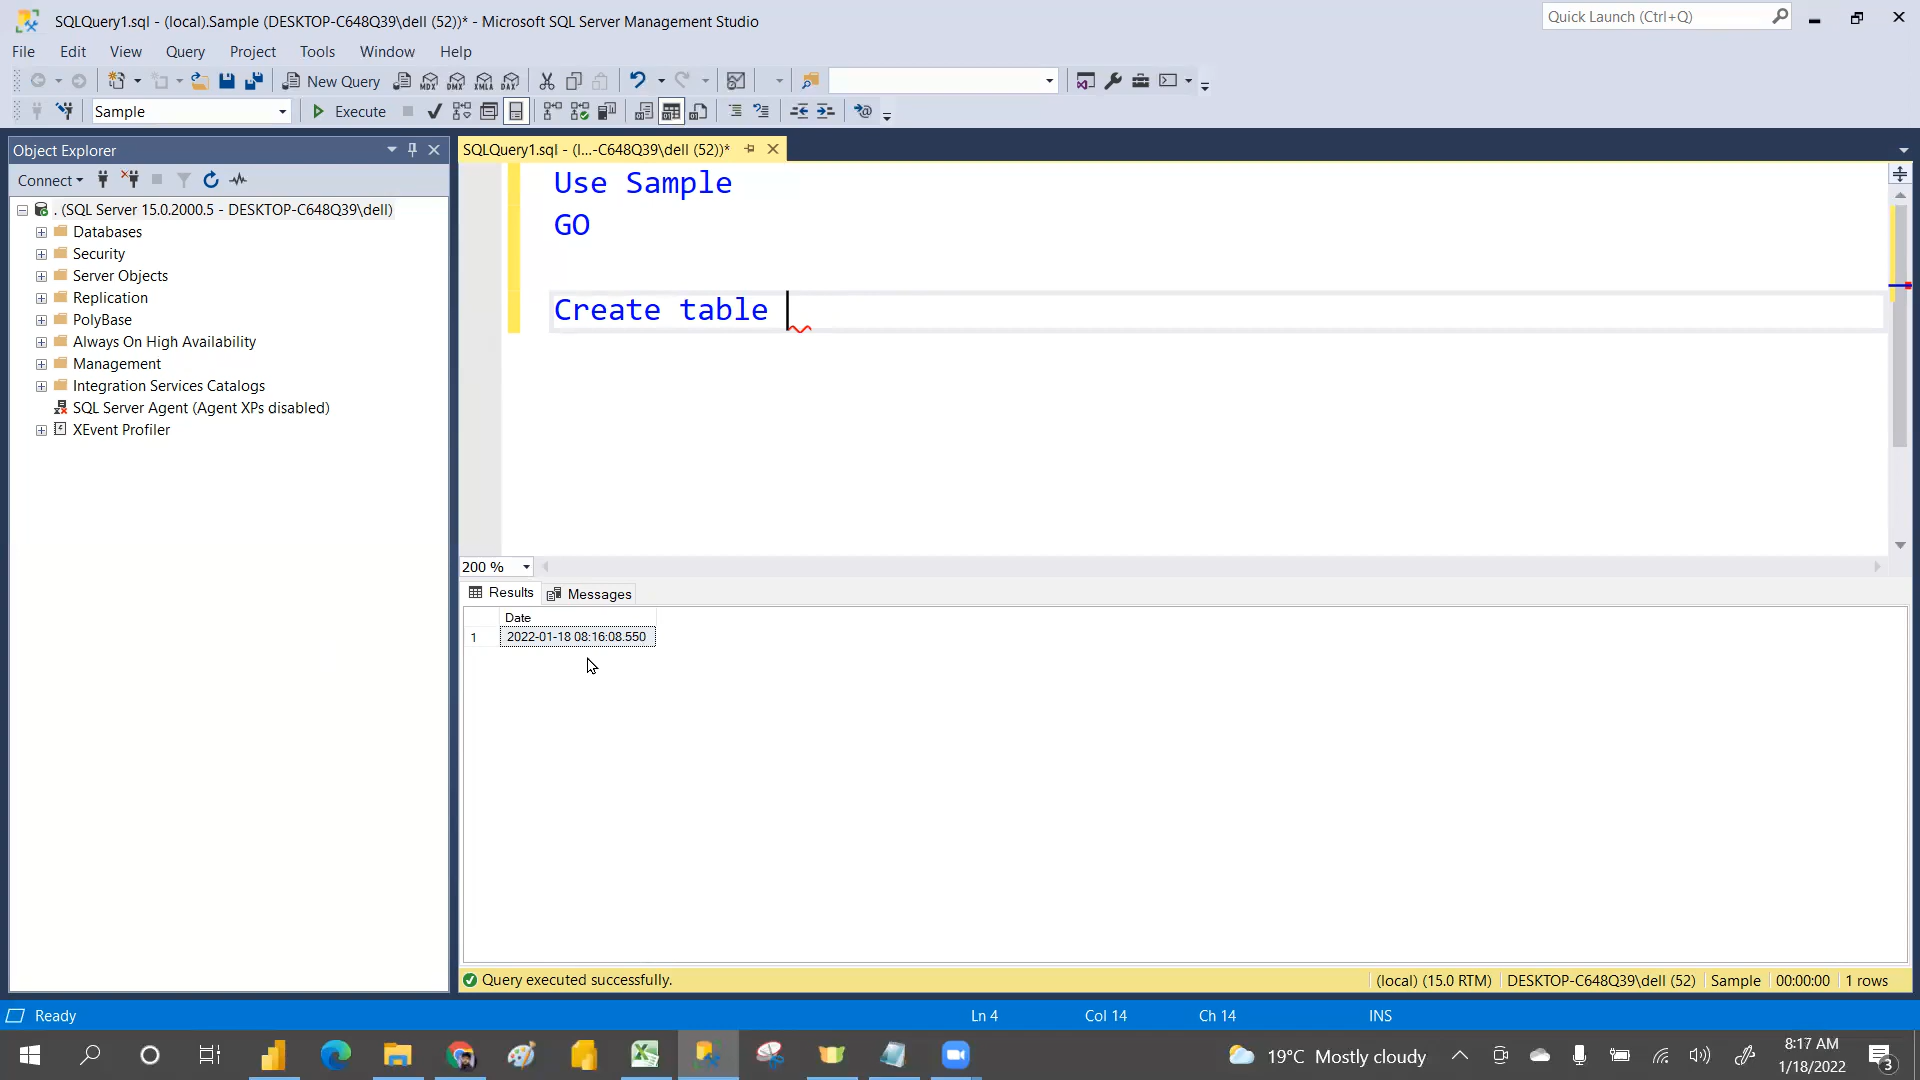 SQLQuery1.sql - (local).Sample (DESKTOP-C648Q39\dell (52))* - Microsoft SQL Server Management Studio
Quick Launch (Ctrl+Q)
File Edit View Query Project Tools Window Help
New Query
MDX DMX XMLA DAX
Sample
Execute
Object Explorer
SQLQuery1.sql - (l...-C648Q39\dell (52))*
Connect
. (SQL Server 15.0.2000.5 - DESKTOP-C648Q39\dell)
Databases
Security
Server Objects
Replication
PolyBase
Always On High Availability
Management
Integration Services Catalogs
SQL Server Agent (Agent XPs disabled)
XEvent Profiler
Use Sample
GO
Create table
200 %
Results Messages
Date
1 2022-01-18 08:16:08.550
Query executed successfully.
(local) (15.0 RTM) DESKTOP-C648Q39\dell (52) Sample 00:00:00 1 rows
Ready
Ln 4 Col 14 Ch 14 INS
19°C Mostly cloudy
8:17 AM
1/18/2022
3